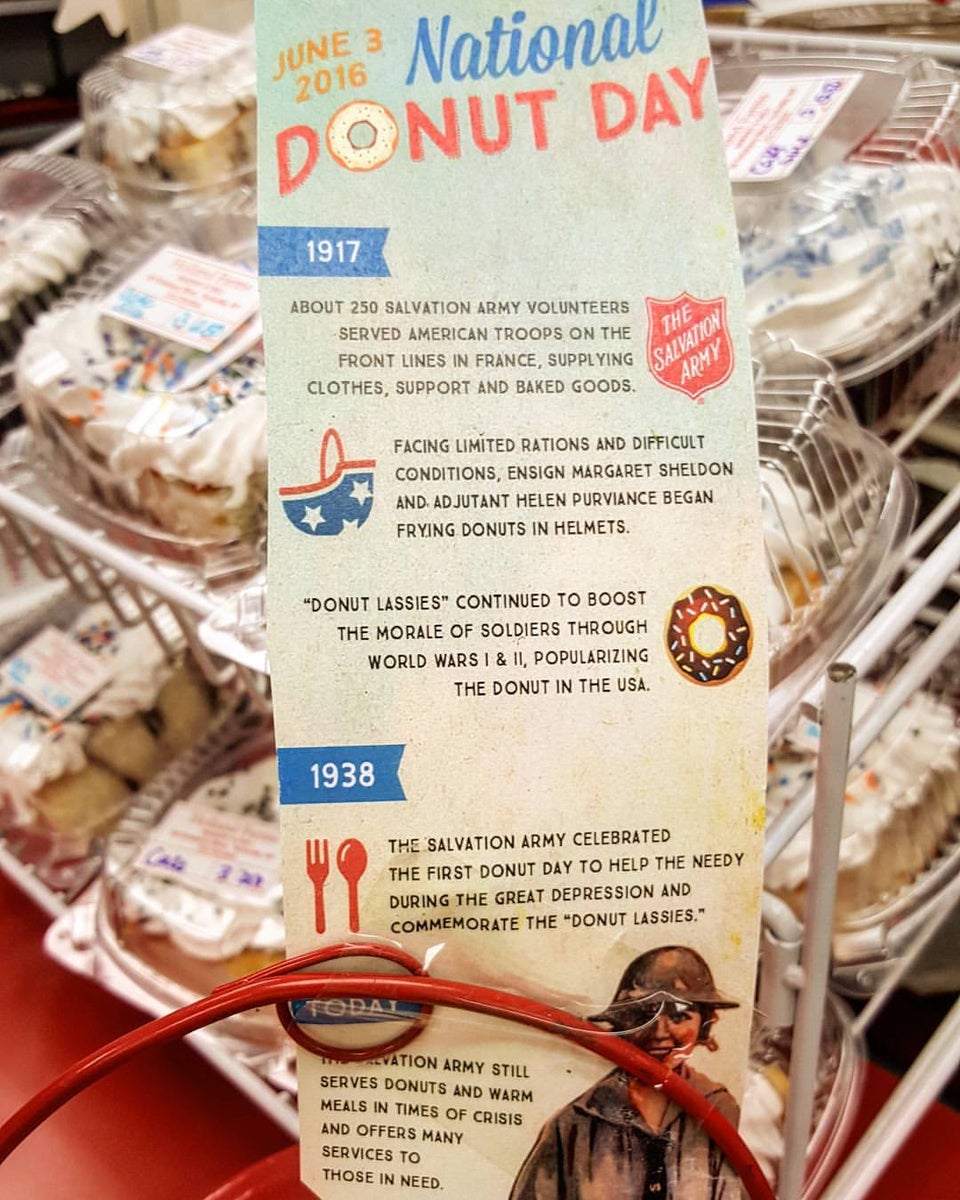 JUNE 3
2016
National
DONUT DAY
1917
ABOUT 250 SALVATION ARMY VOLUNTEERS
SERVED AMERICAN TROOPS ON THE
FRONT LINES IN FRANCE, SUPPLYING
CLOTHES, SUPPORT AND BAKED GOODS.
THE
SALVATION
ARMY
FACING LIMITED RATIONS AND DIFFICULT
CONDITIONS, ENSIGN MARGARET SHELDON
AND ADJUTANT HELEN PURVIANCE BEGAN
FRYING DONUTS IN HELMETS.
“DONUT LASSIES” CONTINUED TO BOOST
THE MORALE OF SOLDIERS THROUGH
WORLD WARS I & II, POPULARIZING
THE DONUT IN THE USA.
1938
THE SALVATION ARMY CELEBRATED
THE FIRST DONUT DAY TO HELP THE NEEDY
DURING THE GREAT DEPRESSION AND
COMMEMORATE THE “DONUT LASSIES.”
TODAY
THE SALVATION ARMY STILL
SERVES DONUTS AND WARM
MEALS IN TIMES OF CRISIS
AND OFFERS MANY
SERVICES TO
THOSE IN NEED.